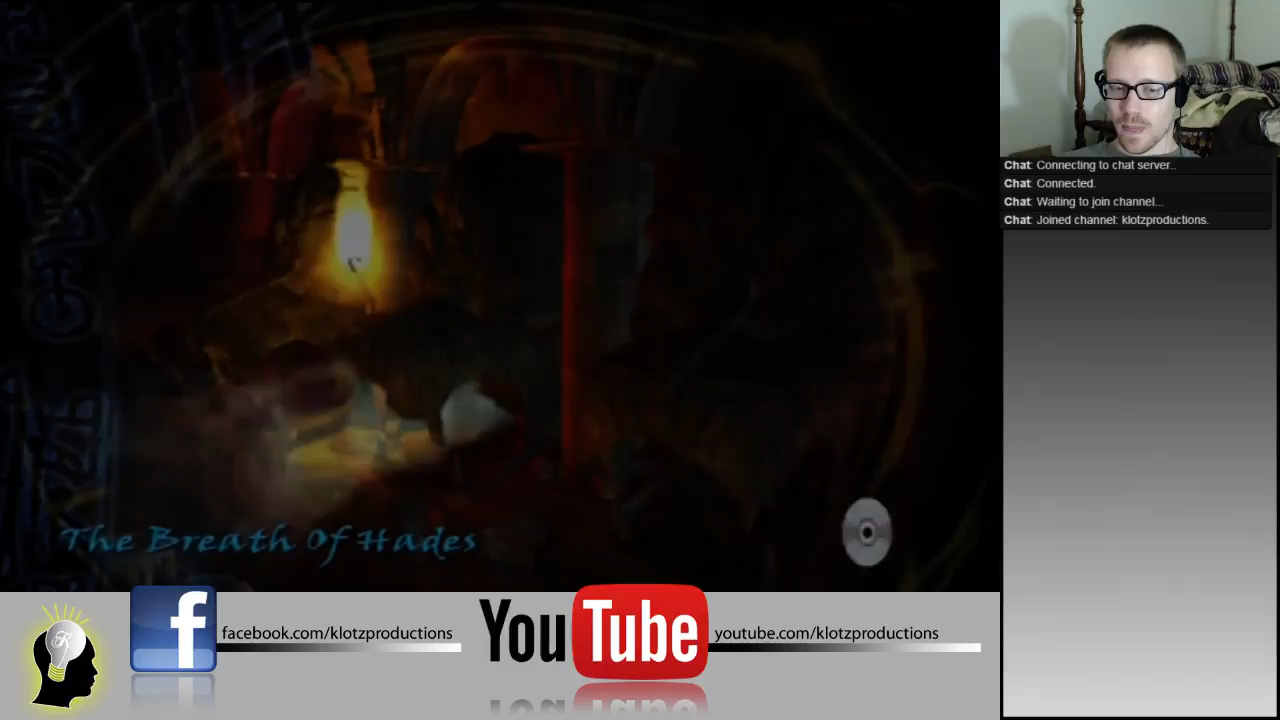 Chat: Connecting to chat server..
Chat: Connected.
Chat: Waiting to join channel...
Chat: Joined channel: klotzproductions.
The Breath Of Hades
K
f
facebook.com/klotzproductions
YouTube
youtube.com/klotzproductions